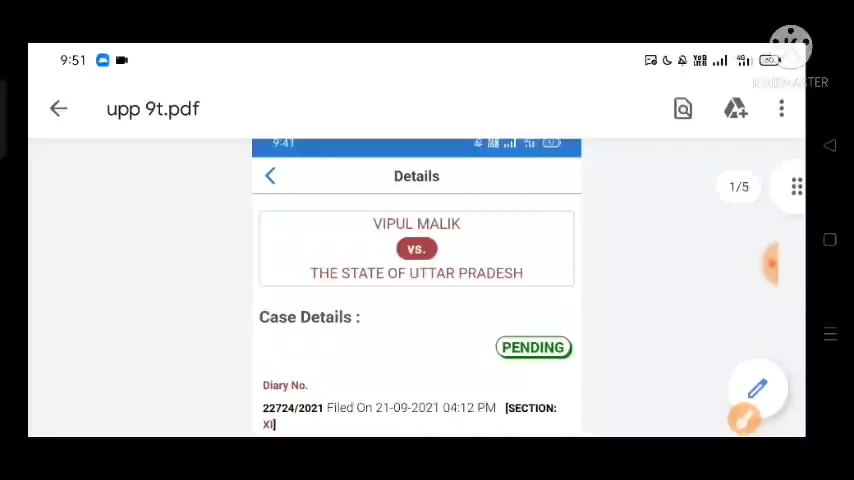 9:51
KINEMASTER
upp 9t.pdf
9:41
Details
1/5
VIPUL MALIK
vs.
THE STATE OF UTTAR PRADESH
Case Details :
PENDING
Diary No.
22724/2021 Filed On 21-09-2021 04:12 PM [SECTION:
XI]